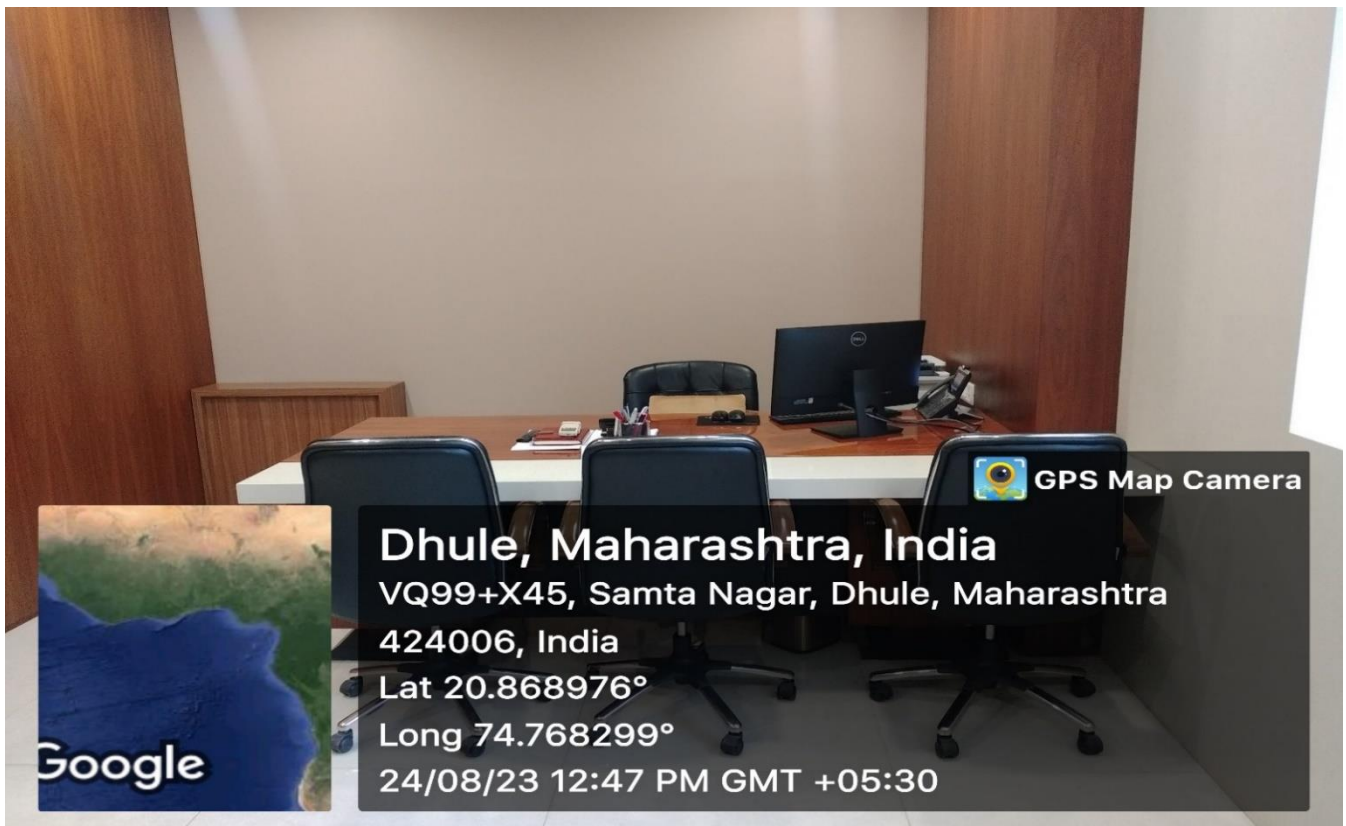 DELL
GPS Map Camera
Dhule, Maharashtra, India
VQ99+X45, Samta Nagar, Dhule, Maharashtra
424006, India
Lat 20.868976°
Long 74.768299°
24/08/23 12:47 PM GMT +05:30
Google